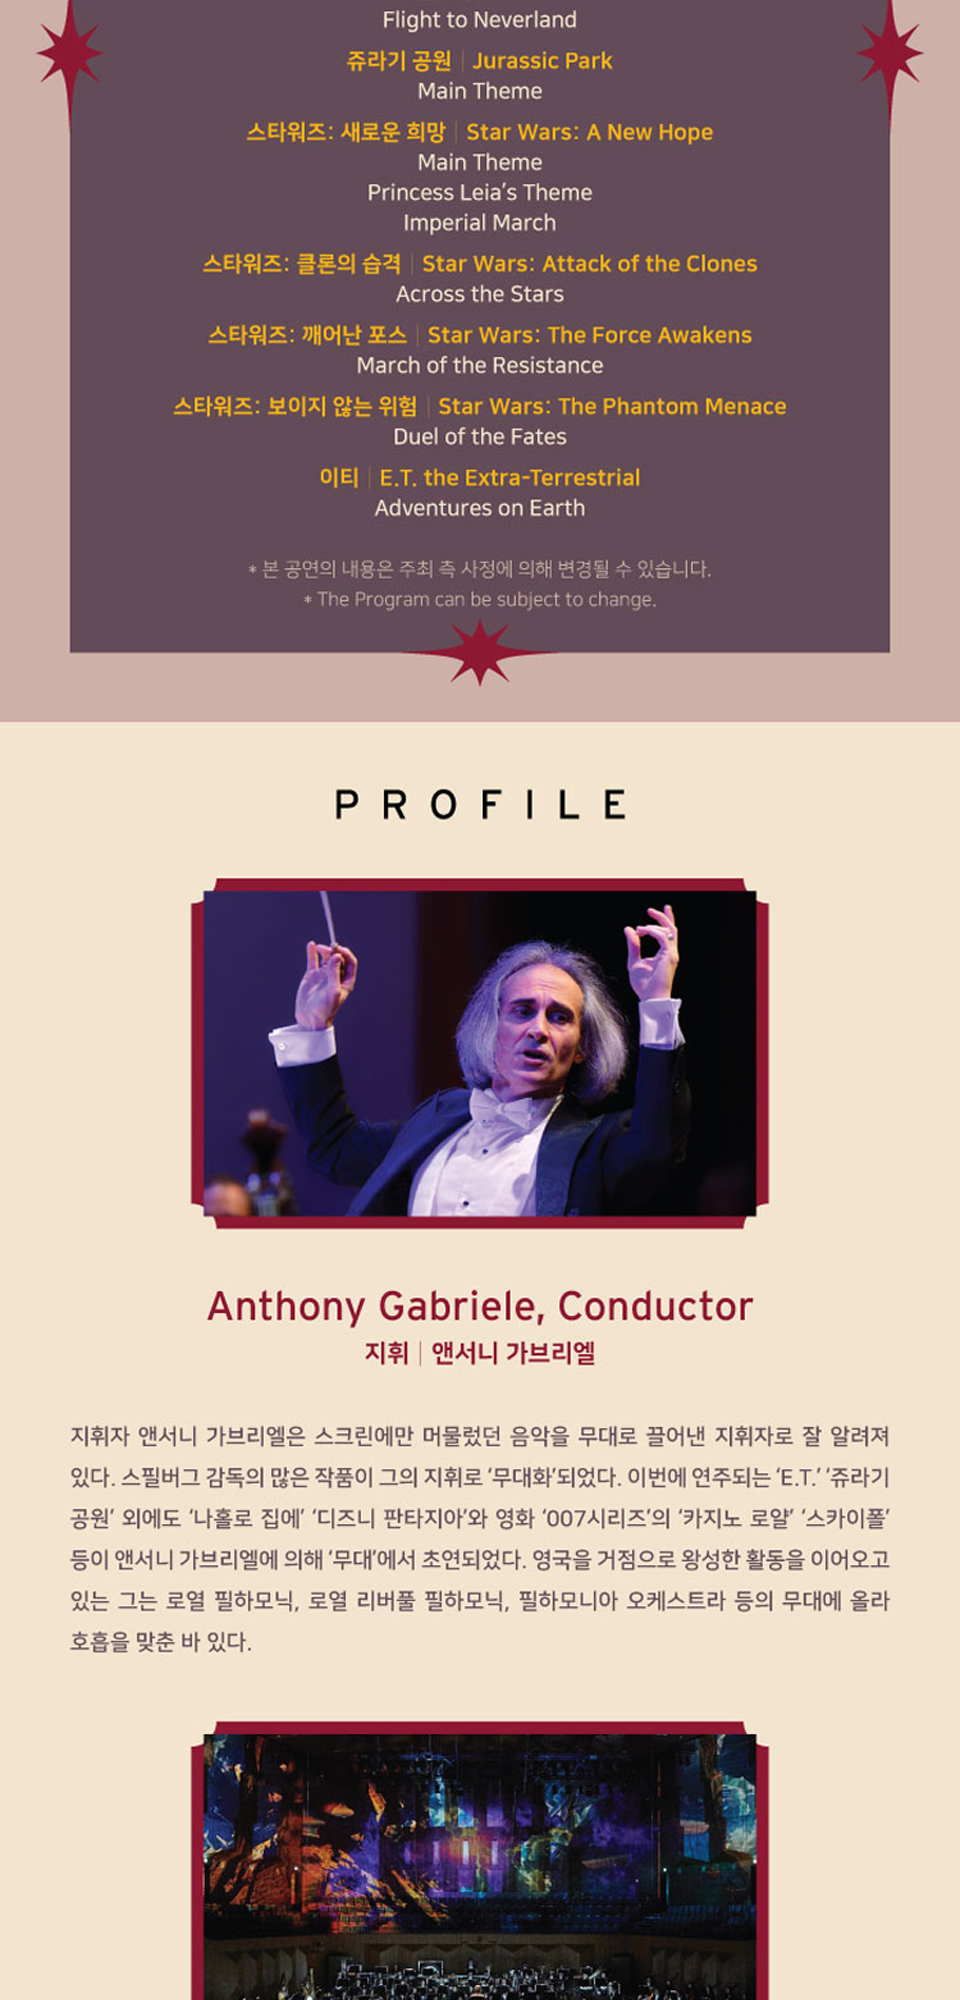 Flight to Neverland
쥬라기 공원 | Jurassic Park
Main Theme
스타워즈: 새로운 희망 | Star Wars: A New Hope
Main Theme
Princess Leia's Theme
Imperial March
스타워즈: 클론의 습격 | Star Wars: Attack of the Clones
Across the Stars
스타워즈: 깨어난 포스 | Star Wars: The Force Awakens
March of the Resistance
스타워즈: 보이지 않는 위험 | Star Wars: The Phantom Menace
Duel of the Fates
이티 | E.T. the Extra-Terrestrial
Adventures on Earth
* 본 공연의 내용은 주최 측 사정에 의해 변경될 수 있습니다.
* The Program can be subject to change.
PROFILE
Anthony Gabriele, Conductor
지휘 | 앤서니 가브리엘
지휘자 앤서니 가브리엘은 스크린에만 머물렀던 음악을 무대로 끌어낸 지휘자로 잘 알려져
있다. 스필버그 감독의 많은 작품이 그의 지휘로 '무대화'되었다. 이번에 연주되는 'E.T.' '쥬라기
공원' 외에도 '나홀로 집에' '디즈니 판타지아'와 영화 '007시리즈'의 '카지노 로얄' '스카이폴'
등이 앤서니 가브리엘에 의해 '무대'에서 초연되었다. 영국을 거점으로 왕성한 활동을 이어오고
있는 그는 로열 필하모닉, 로열 리버풀 필하모닉, 필하모니아 오케스트라 등의 무대에 올라
호흡을 맞춘 바 있다.